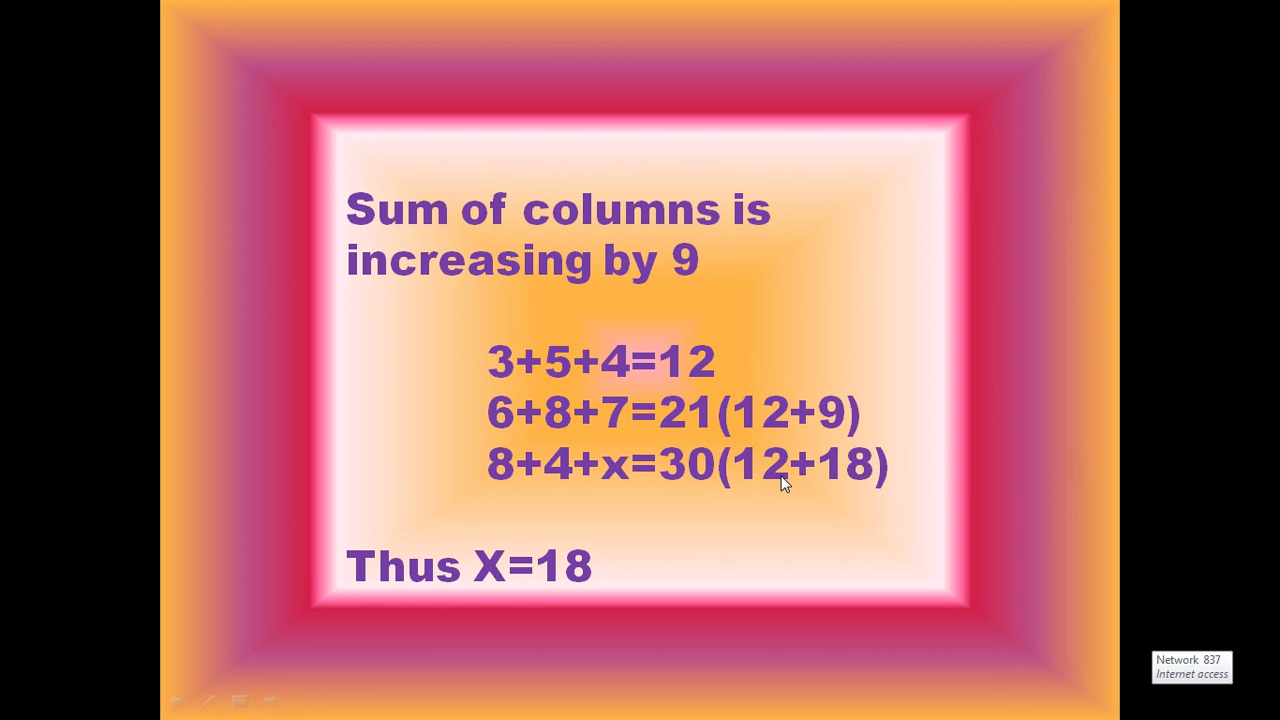 Sum of columns is
increasing by 9
3+5+4=12
6+8+7=21(12+9)
8+4+x=30(12+18)
Thus X=18
Network 837
Internet access